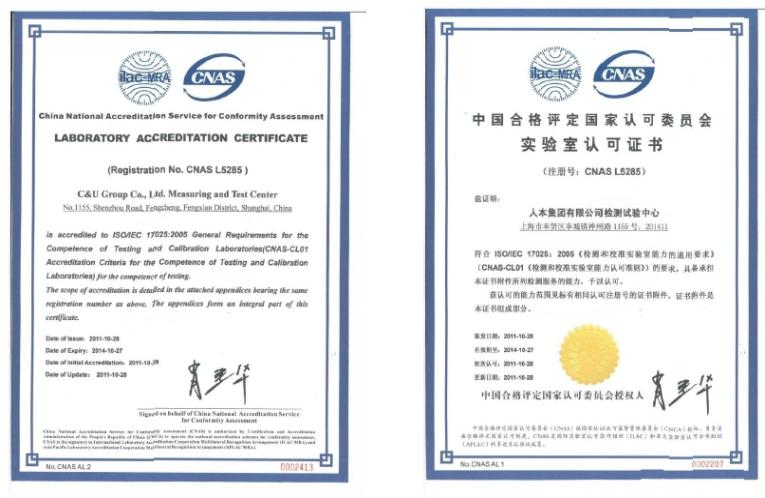 ilac-MRA
CNAS
China National Accreditation Service for Conformity Assessment
LABORATORY ACCREDITATION CERTIFICATE
(Registration No. CNAS L5285 )
C&U Group Co., Ltd. Measuring and Test Center
No.1155, Shenzhou Road, Fengcheng, Fengxian District, Shanghai, China
is accredited to ISO/IEC 17025:2005 General Requirements for the
Competence of Testing and Calibration Laboratories(CNAS-CL01
Accreditation Criteria for the Competence of Testing and Calibration
Laboratories) for the competence of testing.
The scope of accreditation is detailed in the attached appendices bearing the same
registration number as above. The appendices form an integral part of this
certificate.
Date of Issue: 2011-10-28
Date of Expiry: 2014-10-27
Date of Initial Accreditation: 2011-10-28
Date of Update: 2011-10-28
肖建华
Signed on behalf of China National Accreditation Service
for Conformity Assessment
China National Accreditation Service for Conformity Assessment (CNAS) is authorized by Certification and Accreditation
Administration of the People's Republic of China (CNCA) to operate the national accreditation schemes for conformity assessment.
CNAS is the signatory to International Laboratory Accreditation Cooperation Multilateral Recognition Arrangement (ILAC MRA) and
Asia Pacific Laboratory Accreditation Cooperation Multilateral Recognition Arrangement (APLAC MRA).
No.CNAS AL 2
0002413
ilac-MRA
CNAS
中国合格评定国家认可委员会
实验室认可证书
(注册号: CNAS L5285)
兹证明:
人本集团有限公司检测试验中心
上海市奉贤区奉城镇神州路 1155 号, 201411
符合 ISO/IEC 17025: 2005《检测和校准实验室能力的通用要求》
(CNAS-CL01《检测和校准实验室能力认可准则》)的要求, 具备承担
本证书附件所列检测服务的能力, 予以认可。
获认可的能力范围见标有相同认可注册号的证书附件, 证书附件是
本证书组成部分。
签发日期: 2011-10-28
有效期至: 2014-10-27
初次认可: 2011-10-28
更新日期: 2011-10-28
中国合格评定国家认可委员会授权人
肖建华
中国合格评定国家认可委员会(CNAS)是国家认证认可监督管理委员会(CNCA)授权,
合格评定国家认可制度, CNAS是国际实验室认可合作组织(ILAC)和亚太实验室认可合作组织
(APLAC)的多边互认协议成员。
No.CNAS AL 1
0002207